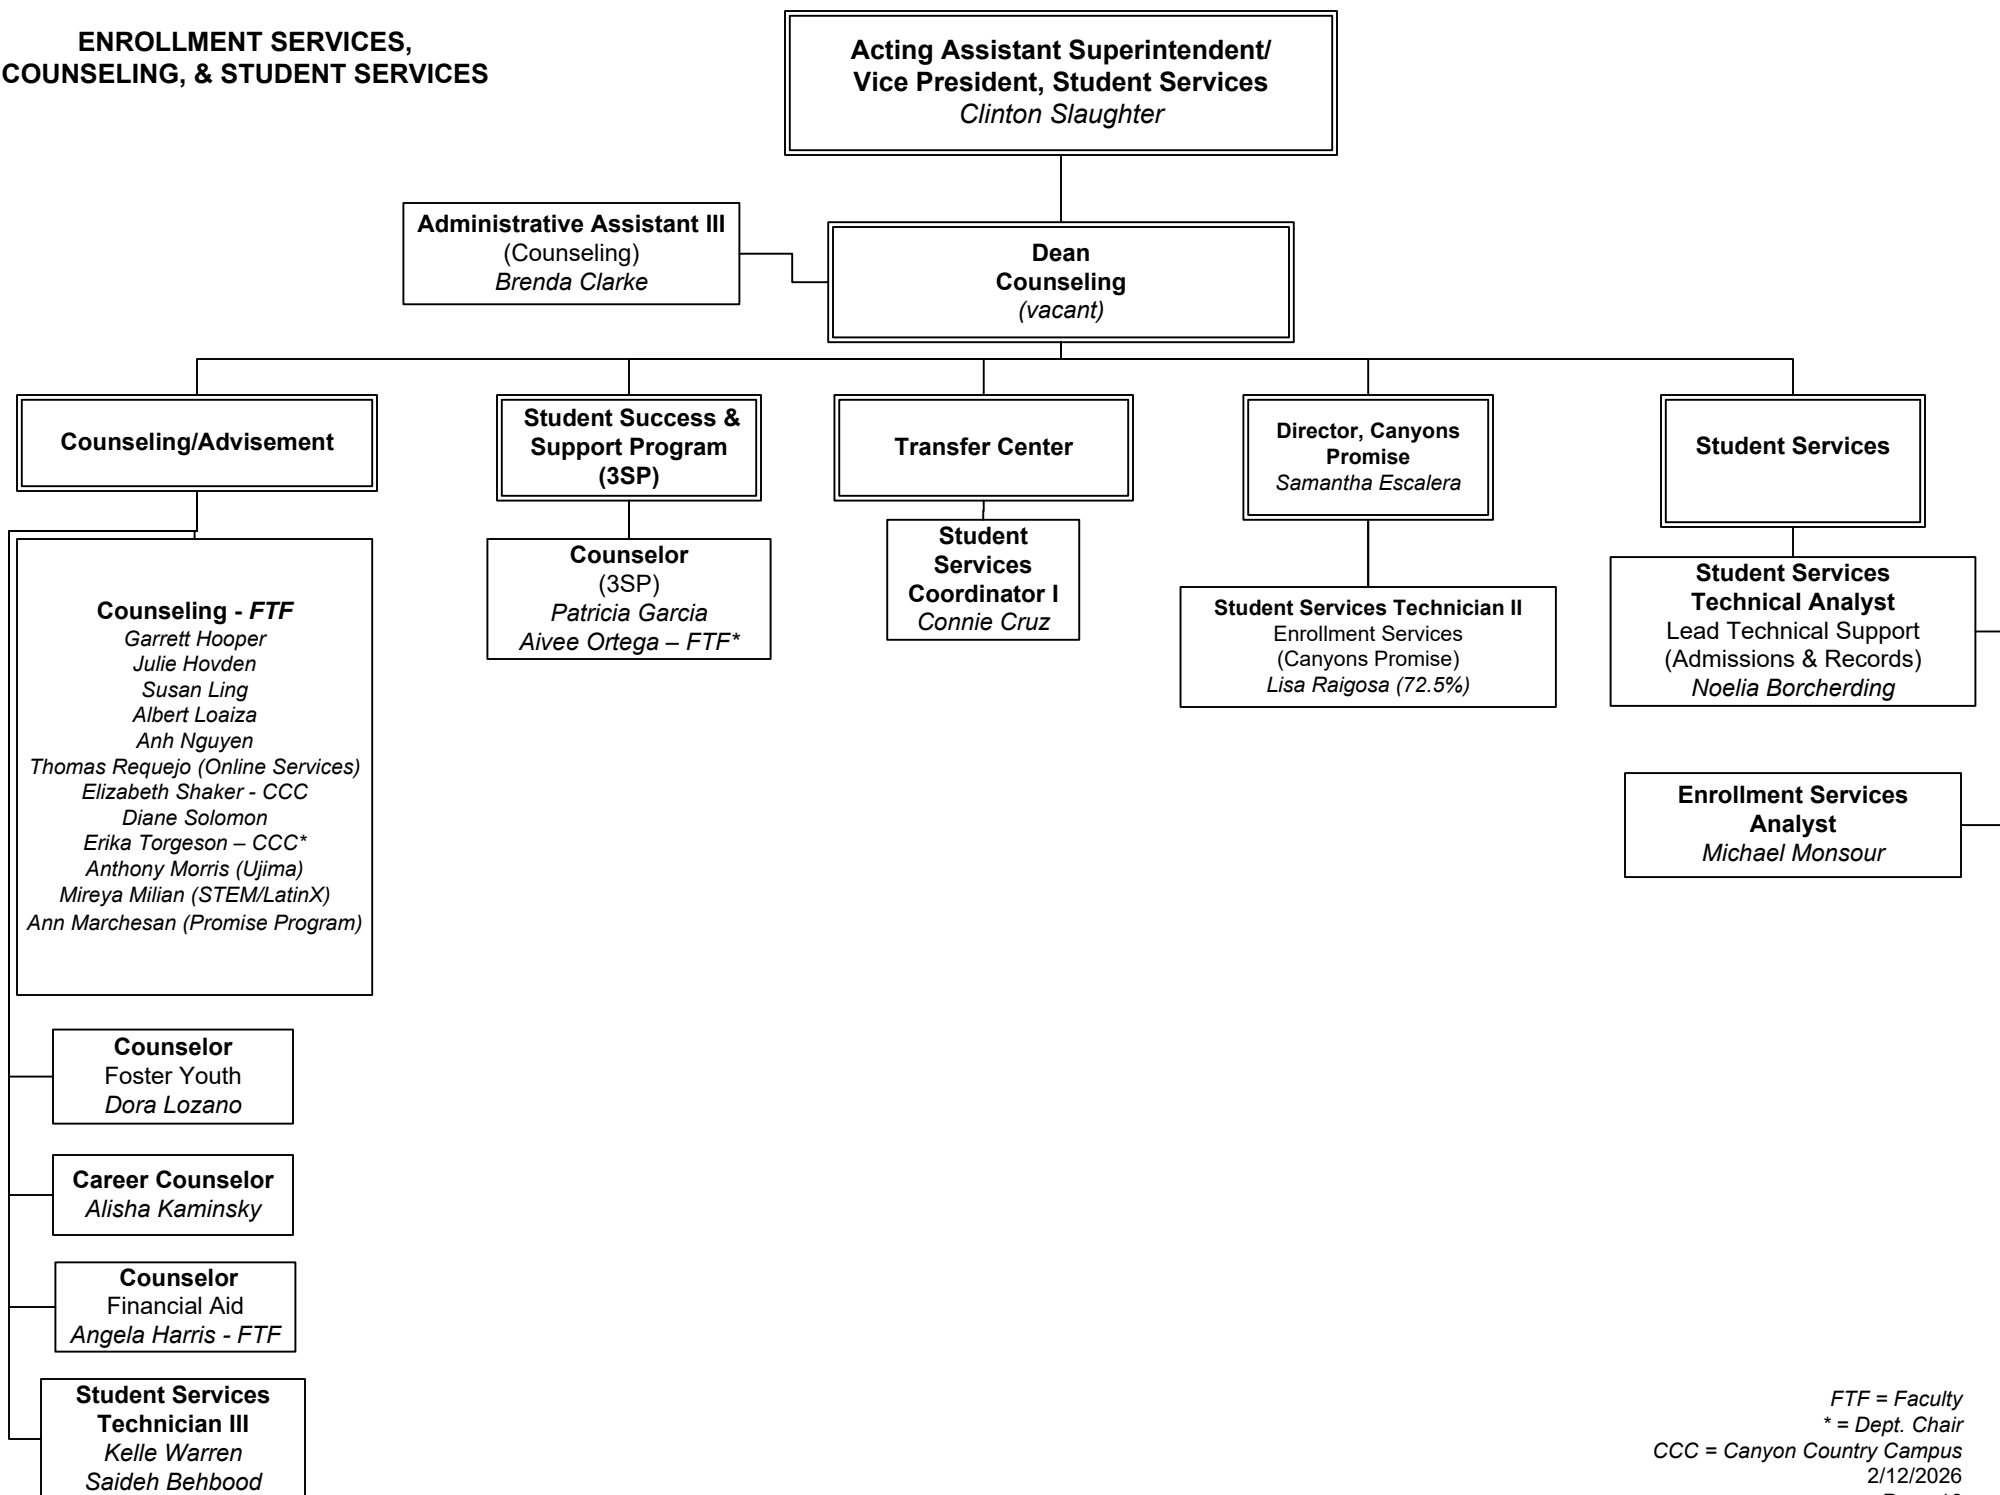 ENROLLMENT SERVICES,
COUNSELING, & STUDENT SERVICES
Acting Assistant Superintendent/
Vice President, Student Services
Clinton Slaughter
Administrative Assistant III
(Counseling)
Brenda Clarke
Dean
Counseling
(vacant)
Counseling/Advisement
Student Success &
Support Program
(3SP)
Transfer Center
Director, Canyons
Promise
Samantha Escalera
Student Services
Counseling - FTF
Garrett Hooper
Julie Hovden
Susan Ling
Albert Loaiza
Anh Nguyen
Thomas Requejo (Online Services)
Elizabeth Shaker - CCC
Diane Solomon
Erika Torgeson – CCC*
Anthony Morris (Ujima)
Mireya Milian (STEM/LatinX)
Ann Marchesan (Promise Program)
Counselor
(3SP)
Patricia Garcia
Aivee Ortega – FTF*
Student
Services
Coordinator I
Connie Cruz
Student Services Technician II
Enrollment Services
(Canyons Promise)
Lisa Raigosa (72.5%)
Student Services
Technical Analyst
Lead Technical Support
(Admissions & Records)
Noelia Borcherding
Enrollment Services
Analyst
Michael Monsour
Counselor
Foster Youth
Dora Lozano
Career Counselor
Alisha Kaminsky
Counselor
Financial Aid
Angela Harris - FTF
Student Services
Technician III
Kelle Warren
Saideh Behbood
FTF = Faculty
* = Dept. Chair
CCC = Canyon Country Campus
2/12/2026